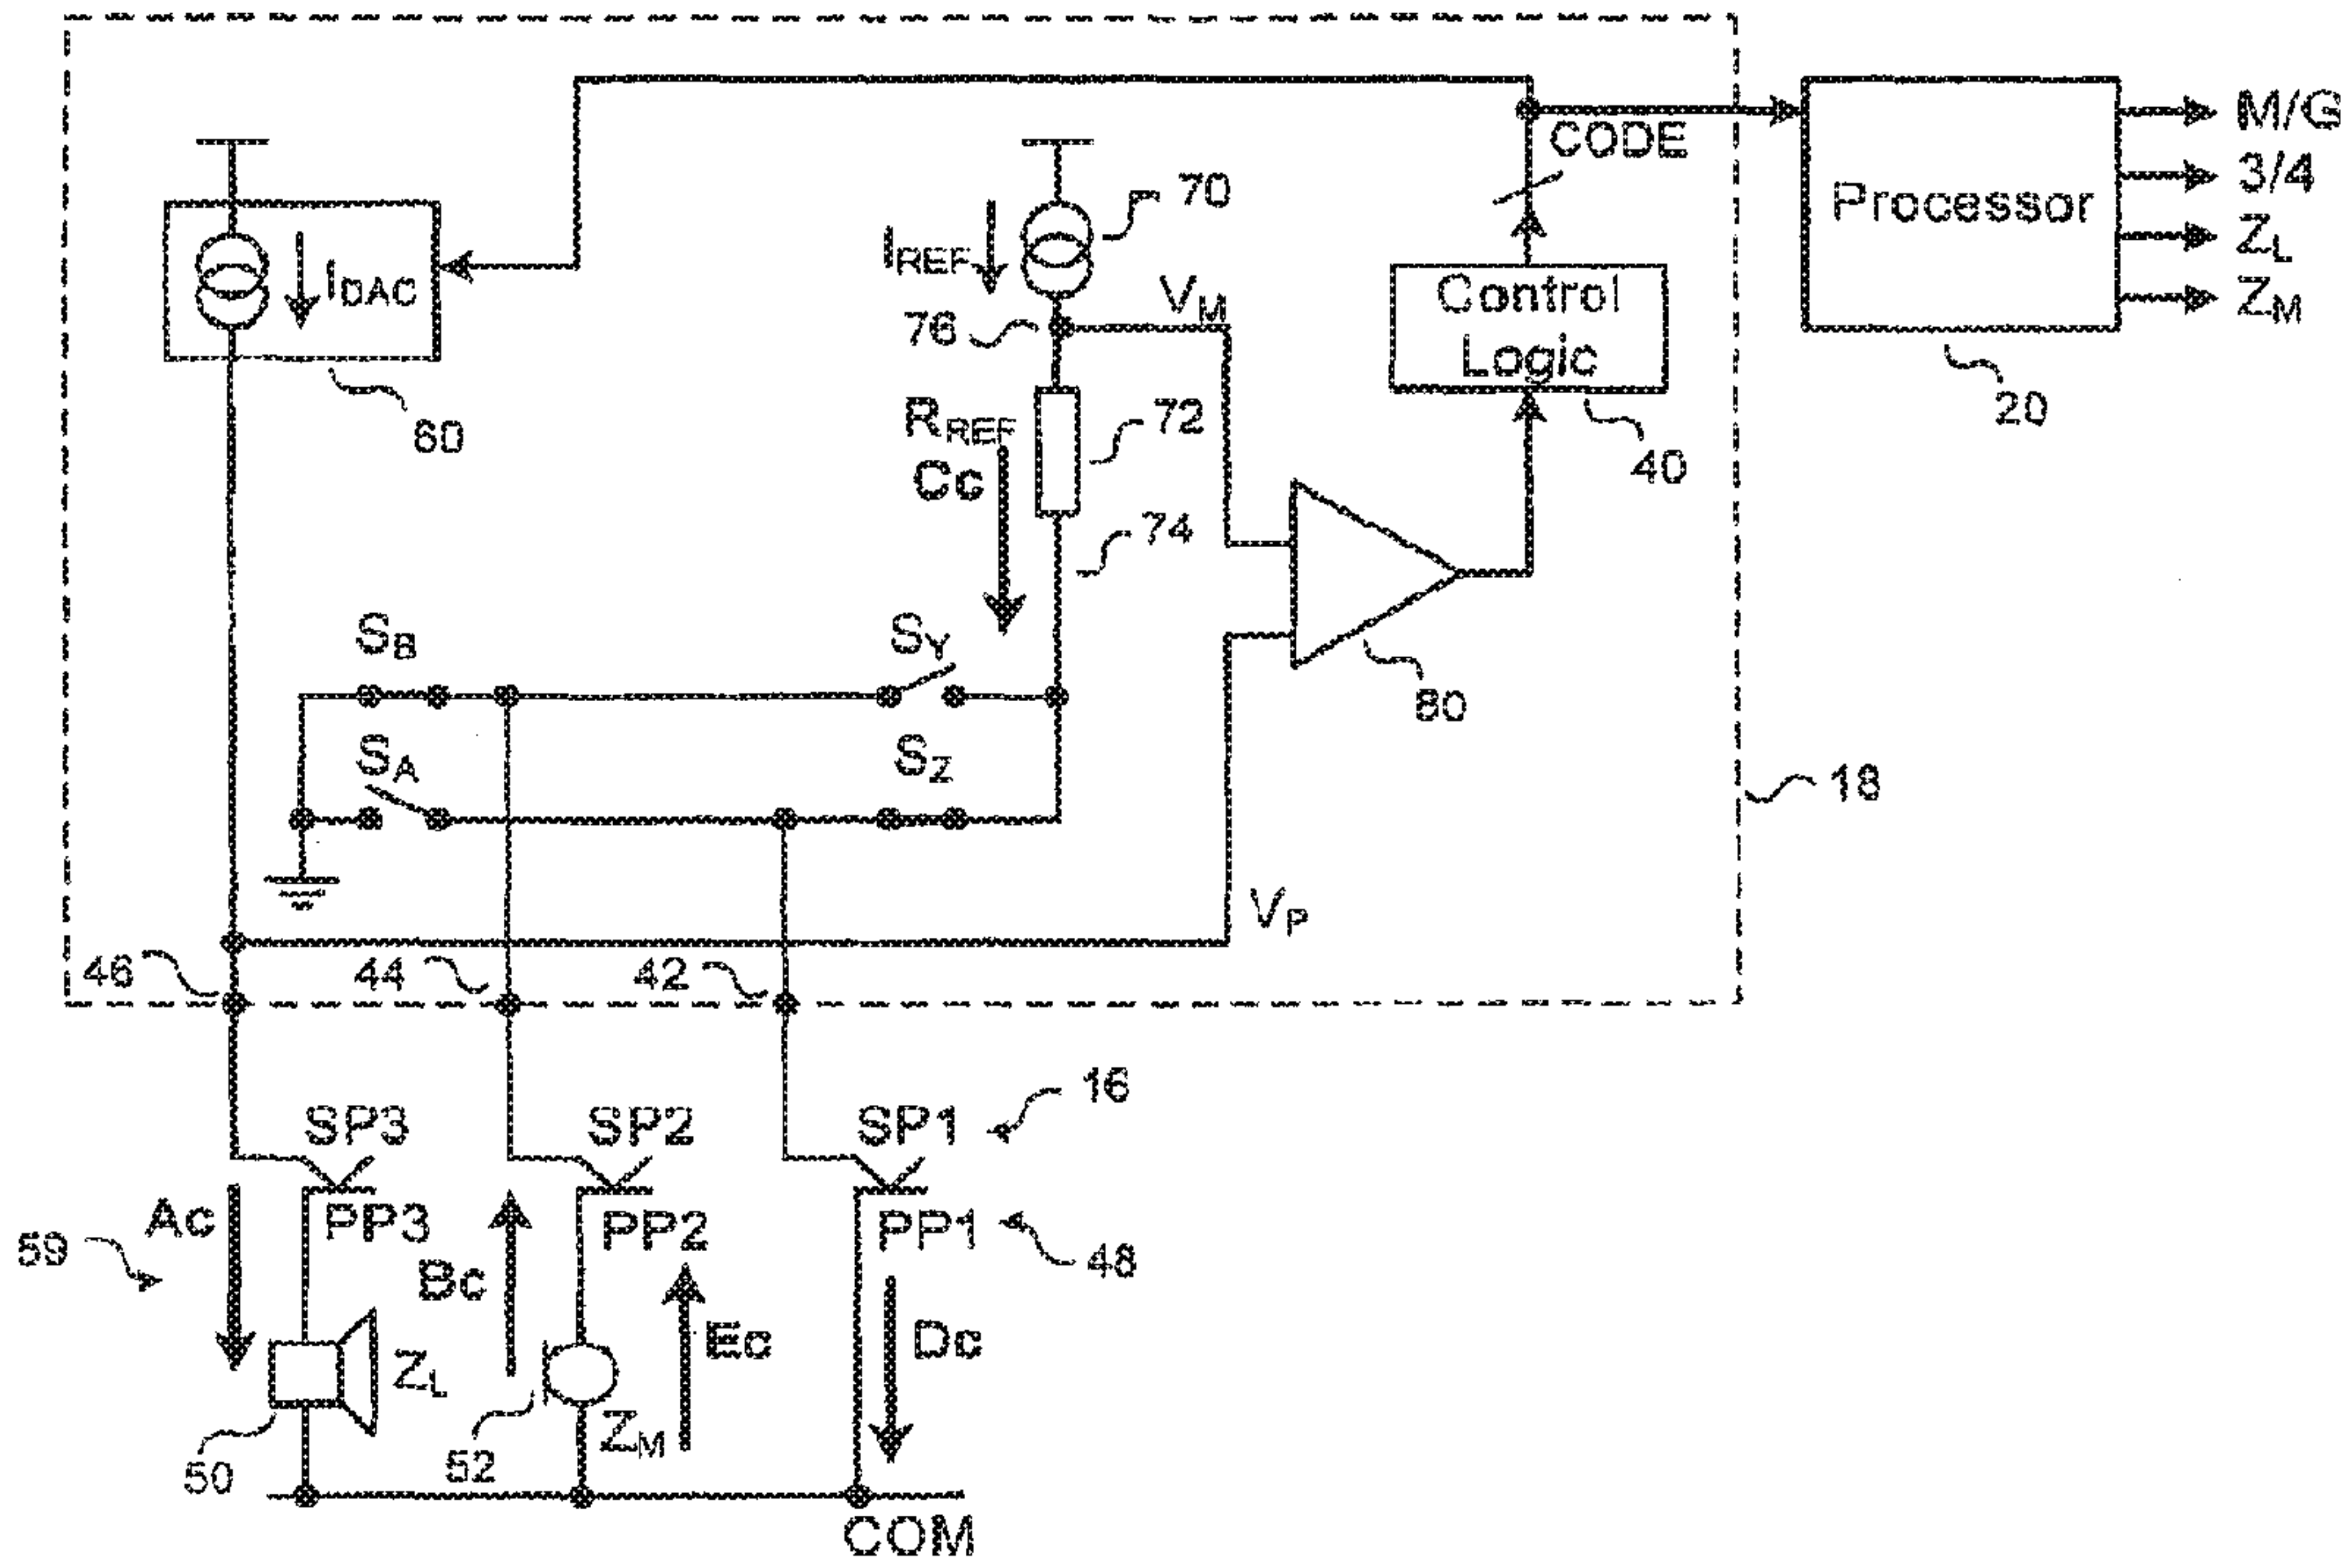 CODE
Processor
M/G
3/4
Z_L
Z_M
20
I_DAC
60
I_REF
70
76
V_M
Control
Logic
40
R_REF
72
Cc
74
80
S_B
S_Y
S_A
S_Z
18
V_P
46
44
42
SP3
SP2
SP1
16
Ac
PP3
PP2
PP1
48
59
Bc
Ec
Dc
Z_L
50
52
Z_M
COM